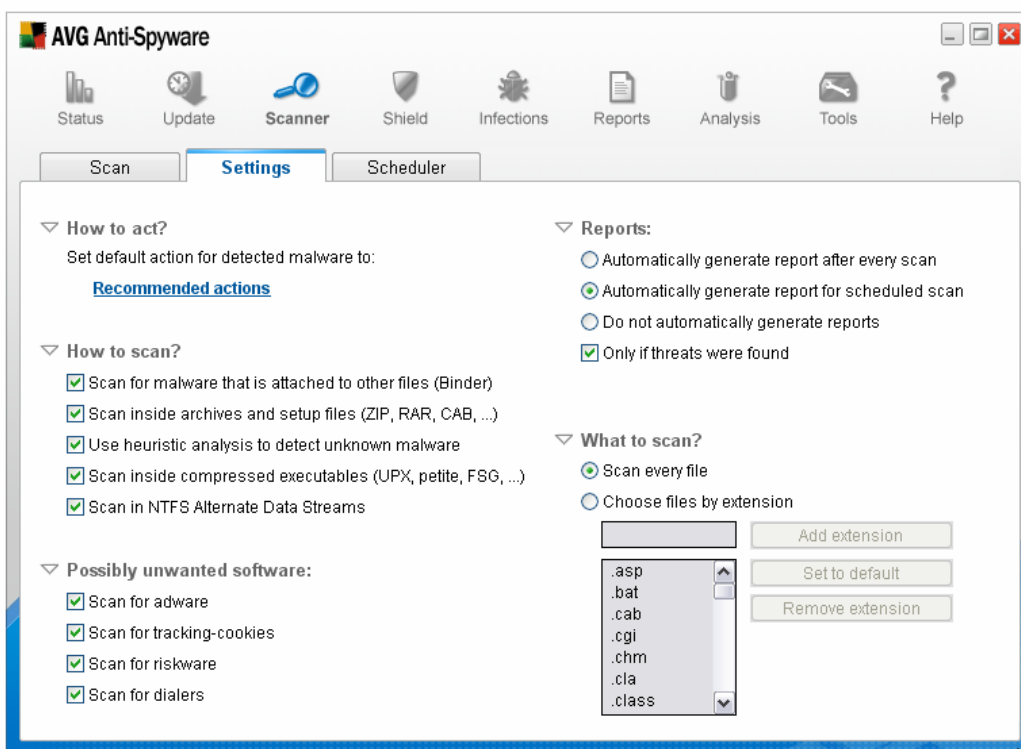 AVG Anti-Spyware
Status Update Scanner Shield Infections Reports Analysis Tools Help
Scan Settings Scheduler
How to act?
Set default action for detected malware to:
Recommended actions
How to scan?
Scan for malware that is attached to other files (Binder)
Scan inside archives and setup files (ZIP, RAR, CAB, ...)
Use heuristic analysis to detect unknown malware
Scan inside compressed executables (UPX, petite, FSG, ...)
Scan in NTFS Alternate Data Streams
Possibly unwanted software:
Scan for adware
Scan for tracking-cookies
Scan for riskware
Scan for dialers
Reports:
Automatically generate report after every scan
Automatically generate report for scheduled scan
Do not automatically generate reports
Only if threats were found
What to scan?
Scan every file
Choose files by extension
Add extension
.asp
.bat
.cab
.cgi
.chm
.cla
.class
Set to default
Remove extension